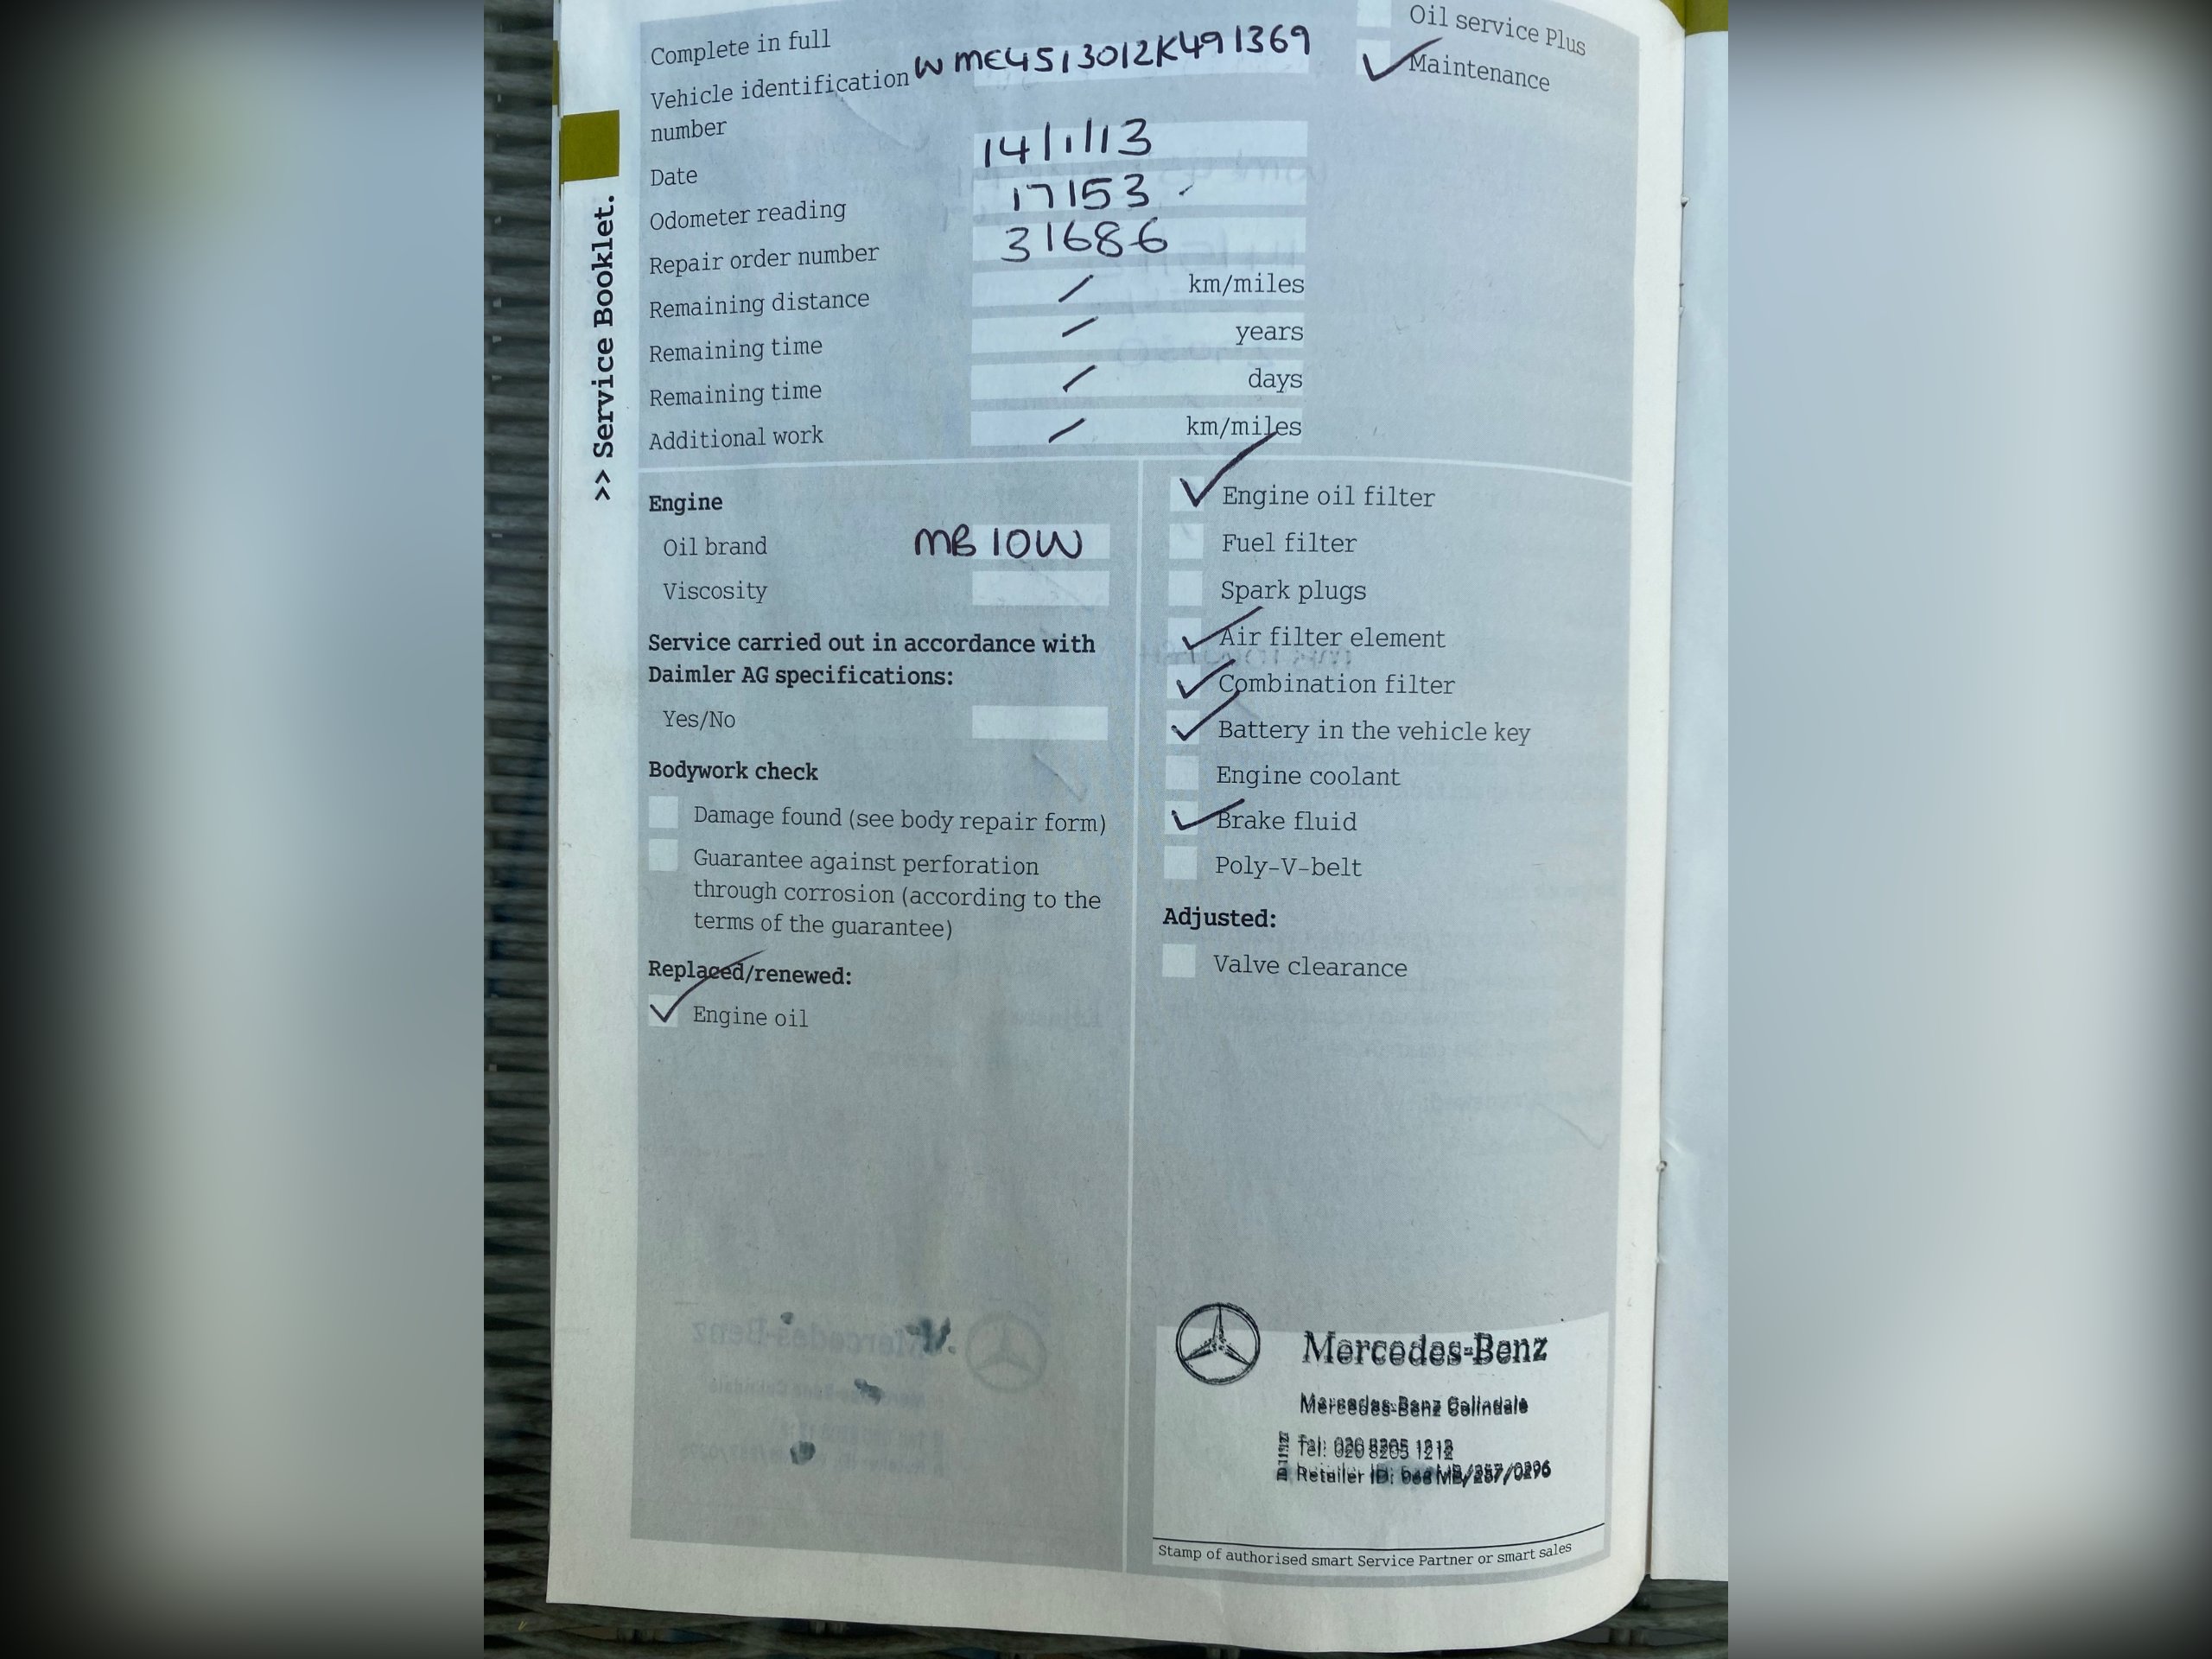 >> Service Booklet.
Complete in full
Vehicle identification number WME4513012K491369
Oil service Plus
Maintenance
Date 14/1/13
Odometer reading 17153
Repair order number 31686
Remaining distance / km/miles
Remaining time / years
Remaining time / days
Additional work / km/miles
Engine
Oil brand MB 10W
Viscosity
Service carried out in accordance with
Daimler AG specifications:
Yes/No
Bodywork check
Damage found (see body repair form)
Guarantee against perforation
through corrosion (according to the
terms of the guarantee)
Replaced/renewed:
Engine oil
Engine oil filter
Fuel filter
Spark plugs
Air filter element
Combination filter
Battery in the vehicle key
Engine coolant
Brake fluid
Poly-V-belt
Adjusted:
Valve clearance
Mercedes-Benz
Mercedes-Benz Colindale
Tel: 020 8205 1212
Retailer ID:
Stamp of authorised smart Service Partner or smart sales